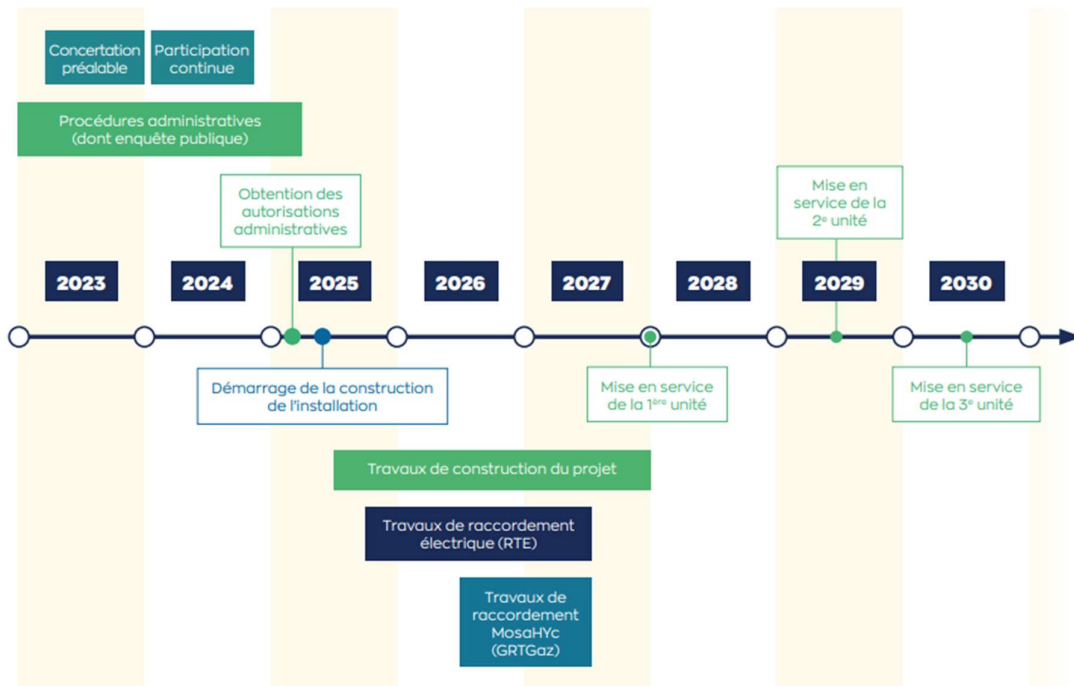 Concertation
préalable
Participation
continue
Procédures administratives
(dont enquête publique)
Obtention des
autorisations
administratives
Mise en
service de la
2e unité
2023
2024
2025
2026
2027
2028
2029
2030
Démarrage de la construction
de l'installation
Mise en service
de la 1ère unité
Mise en service
de la 3e unité
Travaux de construction du projet
Travaux de raccordement
électrique (RTE)
Travaux de
raccordement
MosaHYc
(GRTGaz)